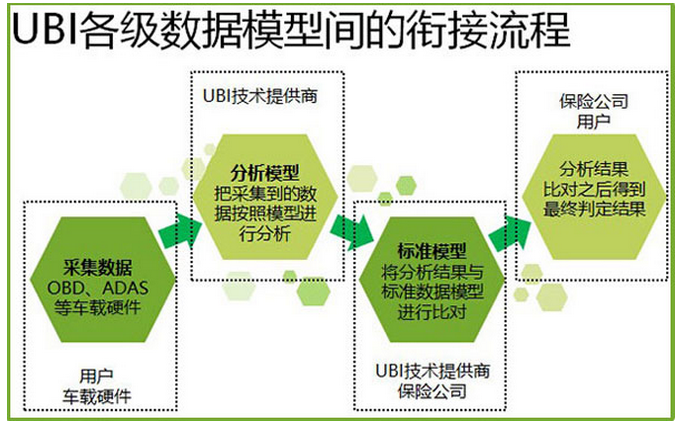 UBI各级数据模型间的衔接流程
采集数据
OBD、ADAS
等车载硬件
用户
车载硬件
UBI技术提供商
分析模型
把采集到的数
据按照模型进
行分析
标准模型
将分析结果与
标准数据模型
进行比对
UBI技术提供商
保险公司
保险公司
用户
分析结果
比对之后得到
最终判定结果